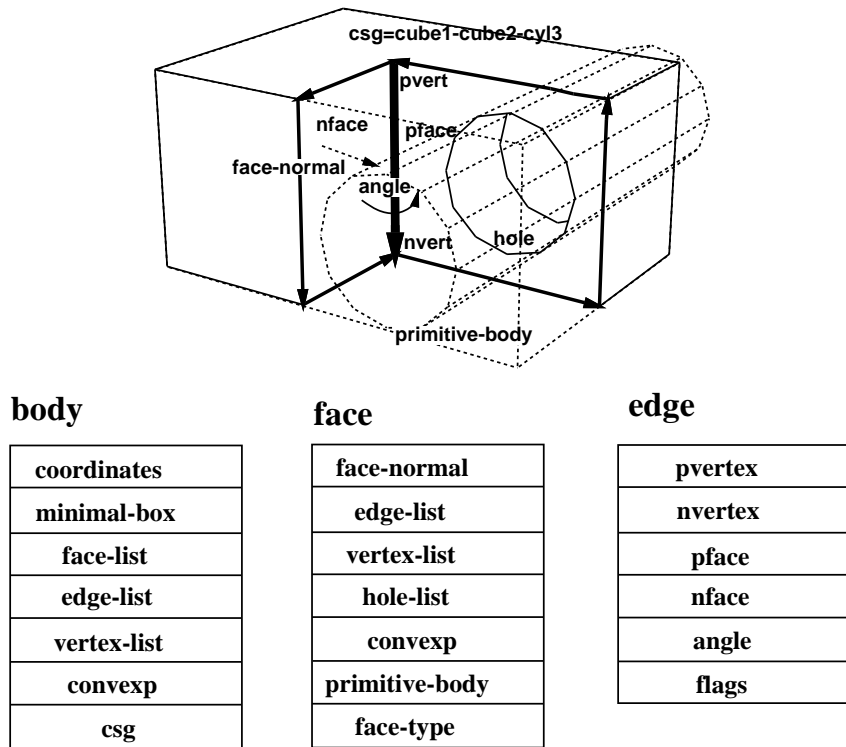 csg=cube1-cube2-cyl3
pvert
nface
pface
face-normal
angle
nvert
hole
primitive-body
body
face
edge
coordinates
minimal-box
face-list
edge-list
vertex-list
convexp
csg
face-normal
edge-list
vertex-list
hole-list
convexp
primitive-body
face-type
pvertex
nvertex
pface
nface
angle
flags